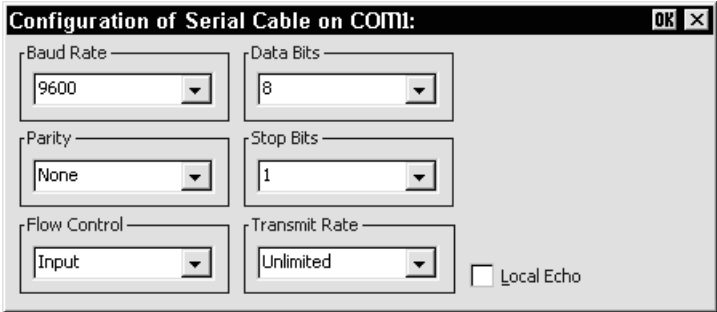 Configuration of Serial Cable on COM1: OK
Baud Rate Data Bits
9600 8
Parity Stop Bits
None 1
Flow Control Transmit Rate
Input Unlimited Local Echo